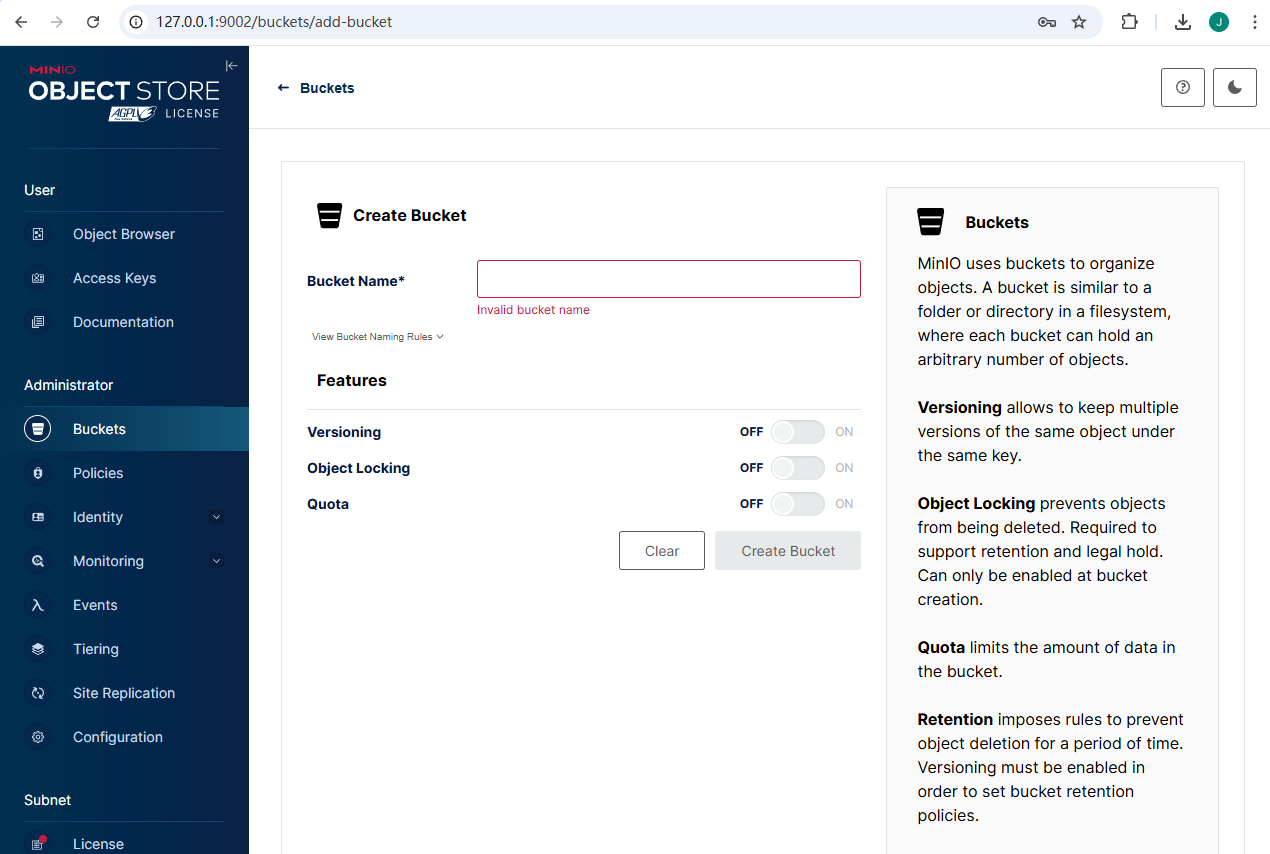 127.0.0.1:9002/buckets/add-bucket
J
MINIO
OBJECT STORE
AGPLV3 LICENSE
User
Object Browser
Access Keys
Documentation
Administrator
Buckets
Policies
Identity
Monitoring
Events
Tiering
Site Replication
Configuration
Subnet
License
Buckets
Create Bucket
Bucket Name*
Invalid bucket name
View Bucket Naming Rules
Features
Versioning OFF ON
Object Locking OFF ON
Quota OFF ON
Clear Create Bucket
Buckets
MinIO uses buckets to organize
objects. A bucket is similar to a
folder or directory in a filesystem,
where each bucket can hold an
arbitrary number of objects.
Versioning allows to keep multiple
versions of the same object under
the same key.
Object Locking prevents objects
from being deleted. Required to
support retention and legal hold.
Can only be enabled at bucket
creation.
Quota limits the amount of data in
the bucket.
Retention imposes rules to prevent
object deletion for a period of time.
Versioning must be enabled in
order to set bucket retention
policies.